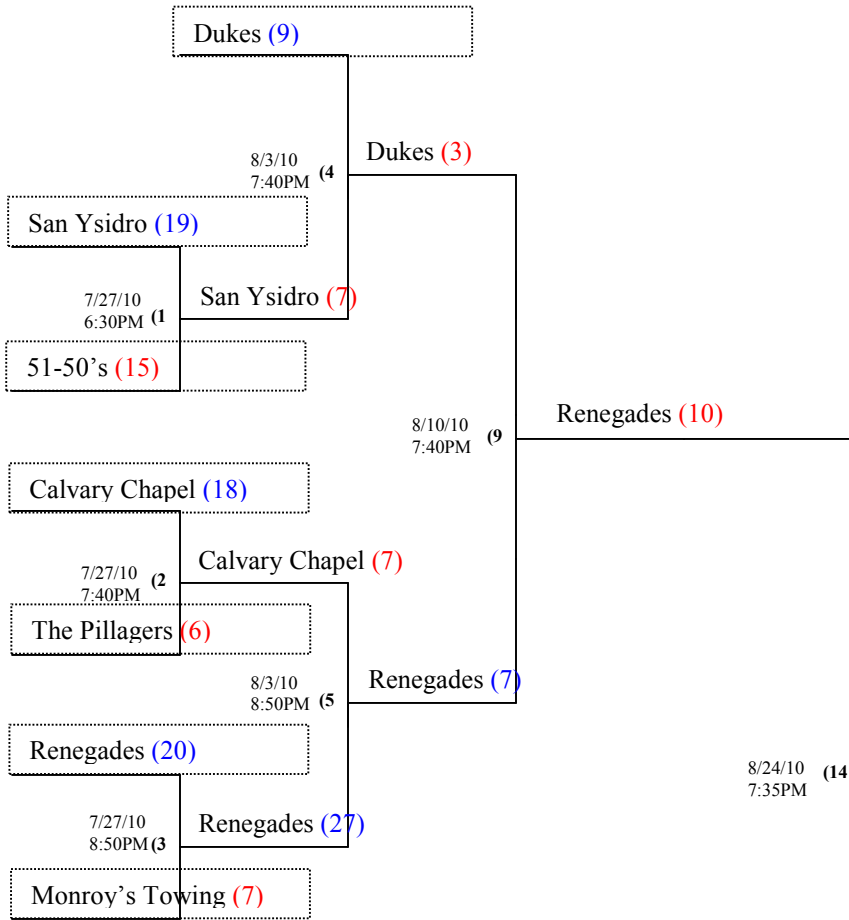 Dukes (9)
8/3/10
7:40PM (4
Dukes (3)
San Ysidro (19)
7/27/10
6:30PM (1
San Ysidro (7)
51-50’s (15)
8/10/10
7:40PM (9
Renegades (10)
Calvary Chapel (18)
7/27/10
7:40PM (2
Calvary Chapel (7)
The Pillagers (6)
8/3/10
8:50PM (5
Renegades (7)
Renegades (20)
7/27/10
8:50PM (3
Renegades (27)
Monroy’s Towing (7)
8/24/10
7:35PM (14